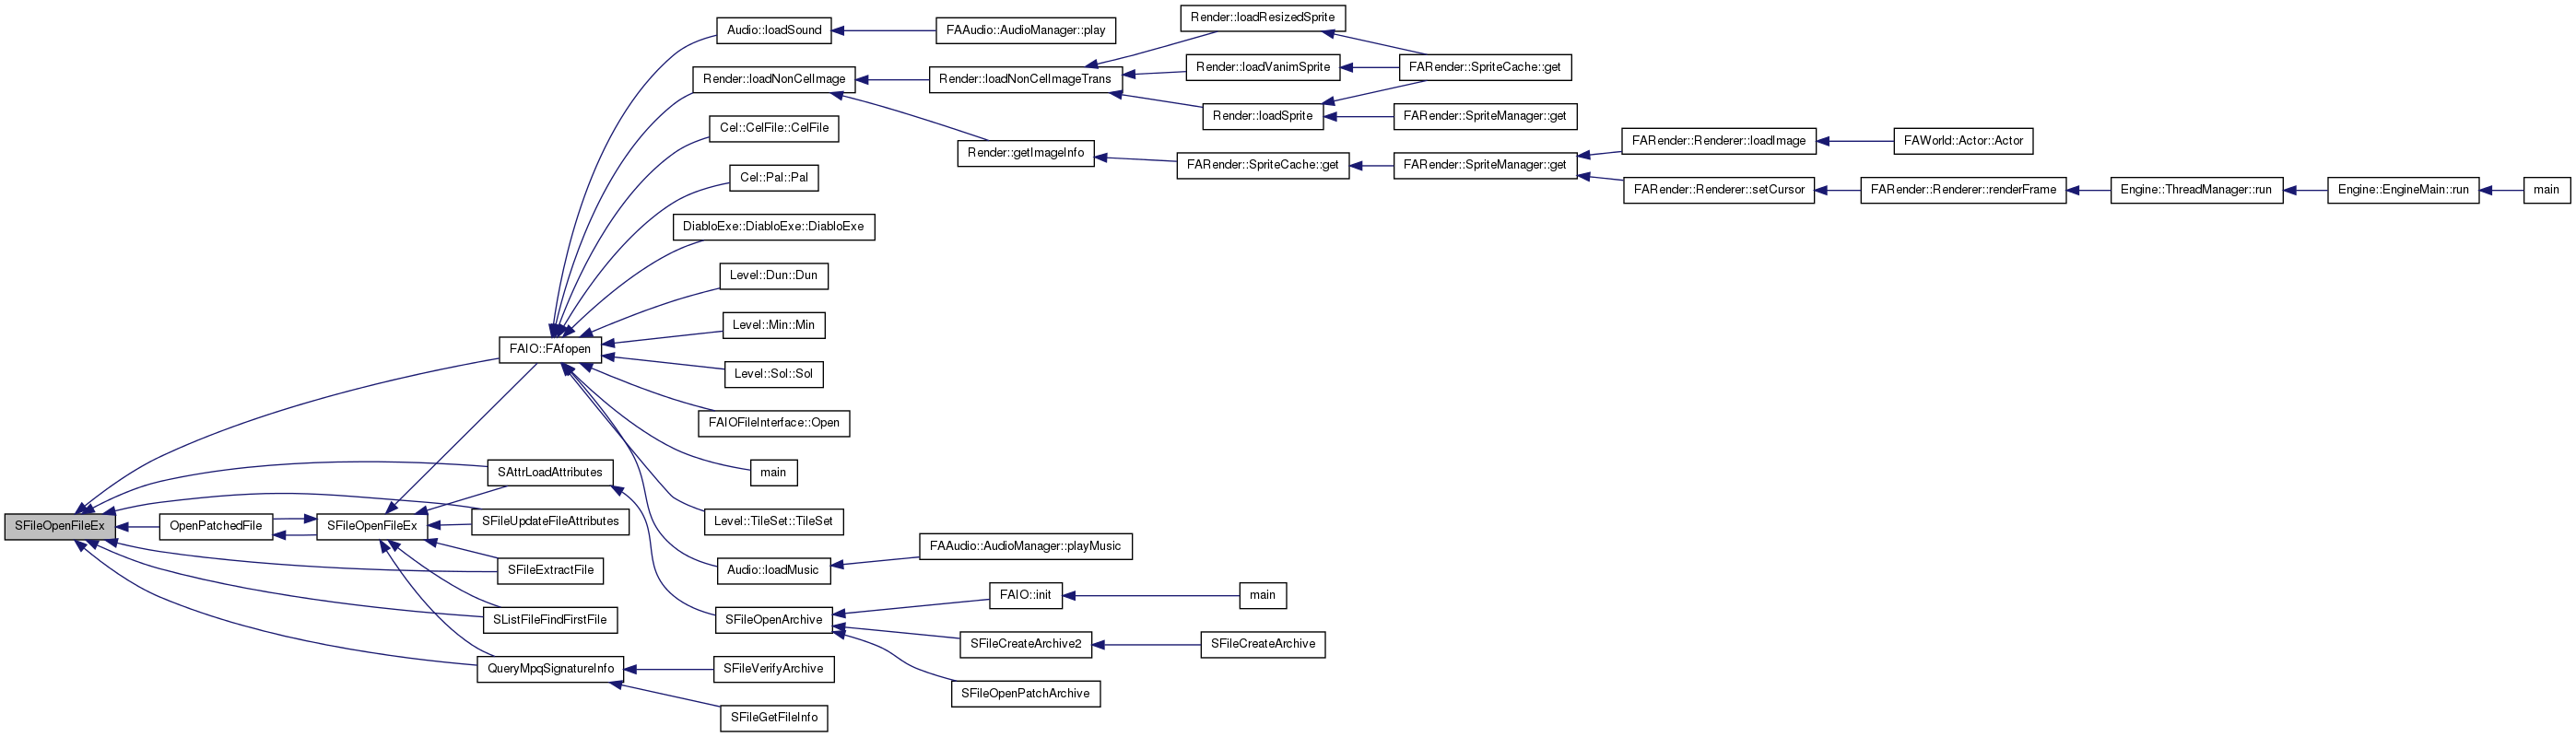 Render::loadResizedSprite
Audio::loadSound
FAAudio::AudioManager::play
Render::loadVanimSprite
FARender::SpriteCache::get
Render::loadNonCelImage
Render::loadNonCelImageTrans
Render::loadSprite
FARender::SpriteManager::get
Cel::CelFile::CelFile
Render::getImageInfo
FARender::Renderer::loadImage
FAWorld::Actor::Actor
FARender::SpriteCache::get
FARender::SpriteManager::get
Cel::Pal::Pal
FARender::Renderer::setCursor
FARender::Renderer::renderFrame
Engine::ThreadManager::run
Engine::EngineMain::run
main
DiabloExe::DiabloExe::DiabloExe
Level::Dun::Dun
Level::Min::Min
FAIO::FAfopen
Level::Sol::Sol
FAIOFileInterface::Open
SAttrLoadAttributes
main
SFileOpenFileEx
OpenPatchedFile
SFileOpenFileEx
SFileUpdateFileAttributes
Level::TileSet::TileSet
FAAudio::AudioManager::playMusic
SFileExtractFile
Audio::loadMusic
FAIO::init
main
SListFileFindFirstFile
SFileOpenArchive
SFileCreateArchive2
SFileCreateArchive
QueryMpqSignatureInfo
SFileVerifyArchive
SFileOpenPatchArchive
SFileGetFileInfo